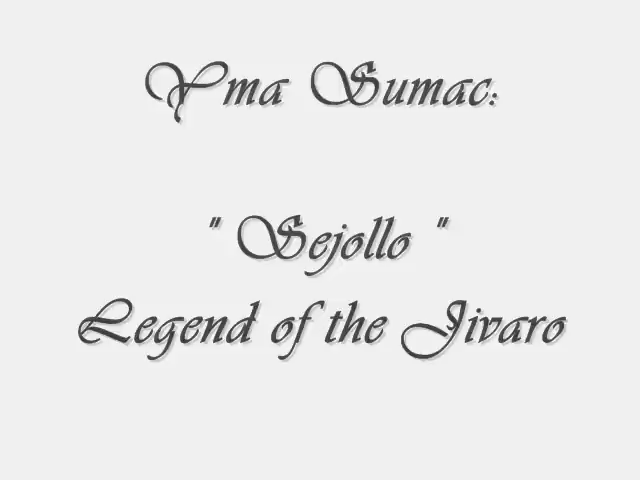 Yma Sumac:
" Sejollo "
Legend of the Jivaro